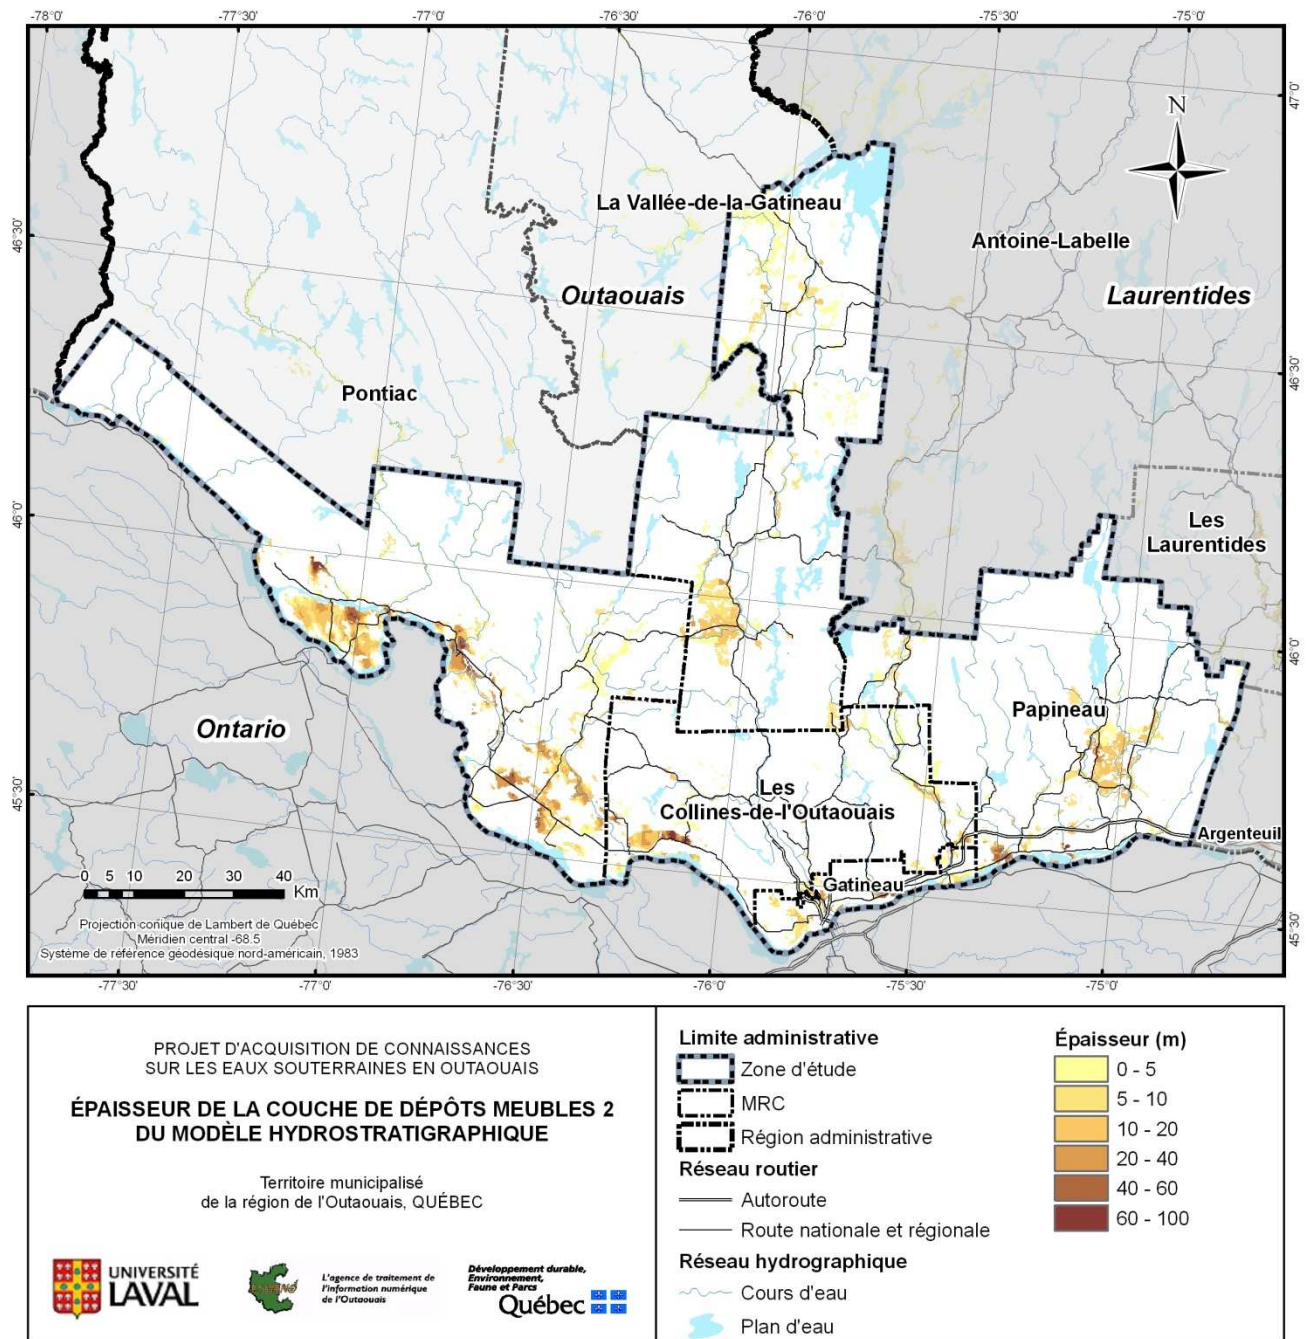 -78°0' -77°30' -77°0' -76°30' -76°0' -75°30' -75°0'
47°0'
N
La Vallée-de-la-Gatineau
Antoine-Labelle
46°30'
Outaouais
Laurentides
46°30'
Pontiac
46°0'
Les
Laurentides
46°0'
Ontario
Papineau
45°30'
Les
Collines-de-l'Outaouais
Argenteuil
Gatineau
0 5 10 20 30 40
Km
45°30'
Projection conique de Lambert de Québec
Méridien central -68.5
Système de référence géodésique nord-américain, 1983
-77°30' -77°0' -76°30' -76°0' -75°30' -75°0'
PROJET D'ACQUISITION DE CONNAISSANCES
SUR LES EAUX SOUTERRAINES EN OUTAOUAIS
ÉPAISSEUR DE LA COUCHE DE DÉPÔTS MEUBLES 2
DU MODÈLE HYDROSTRATIGRAPHIQUE
Territoire municipalisé
de la région de l'Outaouais, QUÉBEC
UNIVERSITÉ
LAVAL
L'agence de traitement de
l'information numérique
de l'Outaouais
Développement durable,
Environnement,
Faune et Parcs
Québec
Limite administrative
Zone d'étude
MRC
Région administrative
Réseau routier
Autoroute
Route nationale et régionale
Réseau hydrographique
Cours d'eau
Plan d'eau
Épaisseur (m)
0 - 5
5 - 10
10 - 20
20 - 40
40 - 60
60 - 100